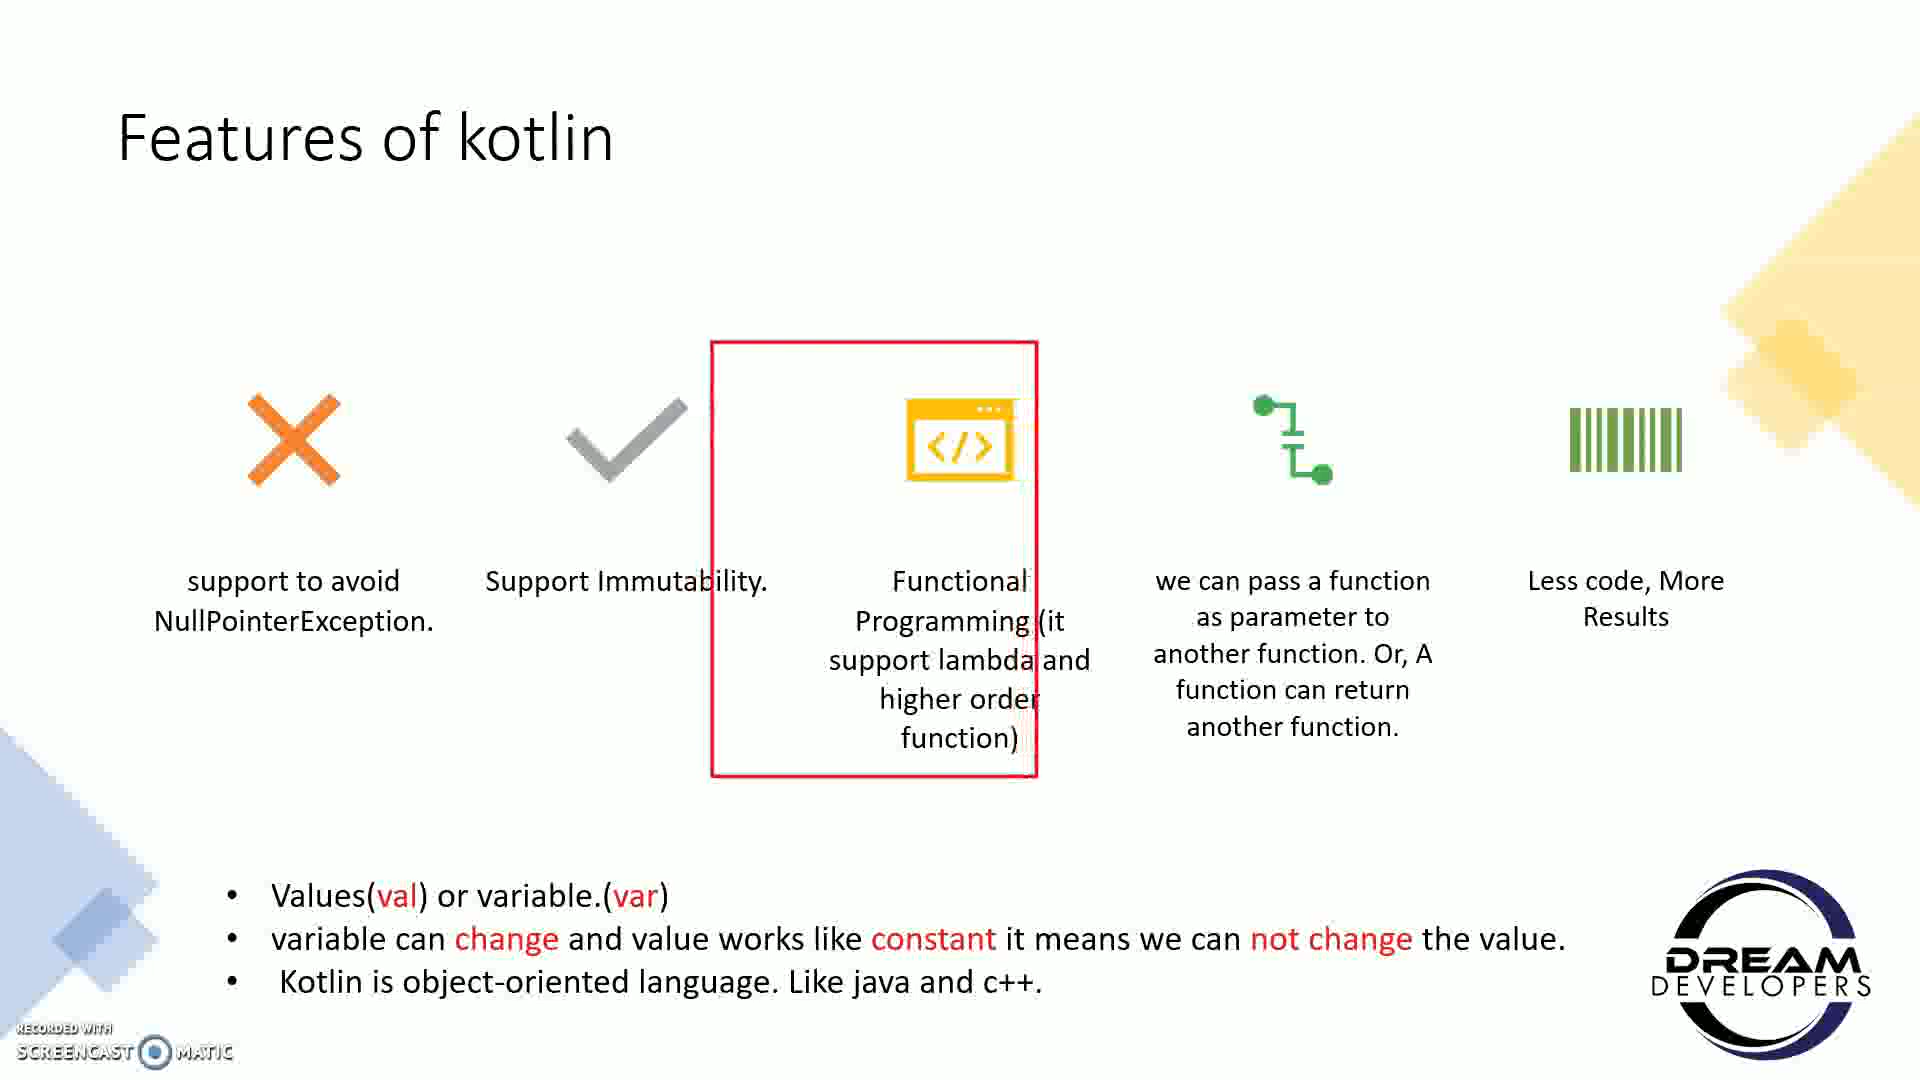 Features of kotlin
support to avoid
NullPointerException.
Support Immutability.
Functional
Programming (it
support lambda and
higher order
function)
we can pass a function
as parameter to
another function. Or, A
function can return
another function.
Less code, More
Results
• Values(val) or variable.(var)
• variable can change and value works like constant it means we can not change the value.
• Kotlin is object-oriented language. Like java and c++.
DREAM
DEVELOPERS
RECORDED WITH
SCREENCAST MATIC